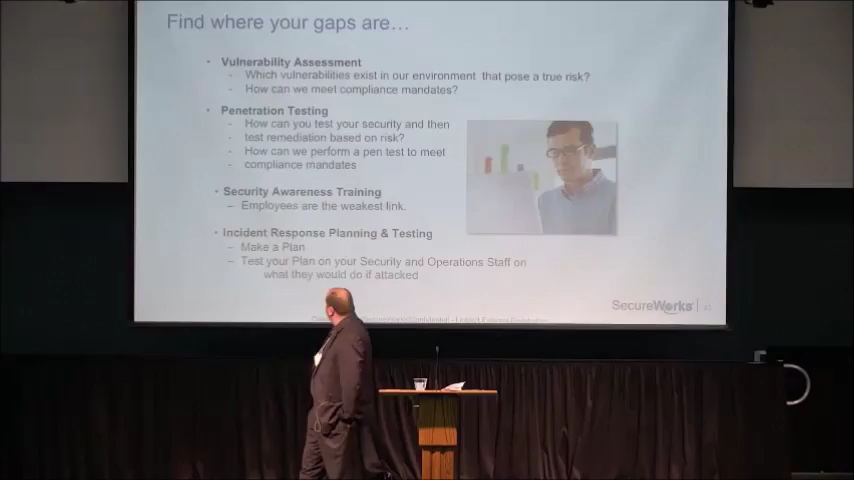 Find where your gaps are…
• Vulnerability Assessment
- Which vulnerabilities exist in our environment that pose a true risk?
- How can we meet compliance mandates?
• Penetration Testing
- How can you test your security and then
- test remediation based on risk?
- How can we perform a pen test to meet
- compliance mandates
• Security Awareness Training
– Employees are the weakest link.
• Incident Response Planning & Testing
– Make a Plan
– Test your Plan on your Security and Operations Staff on
what they would do if attacked
SecureWorks